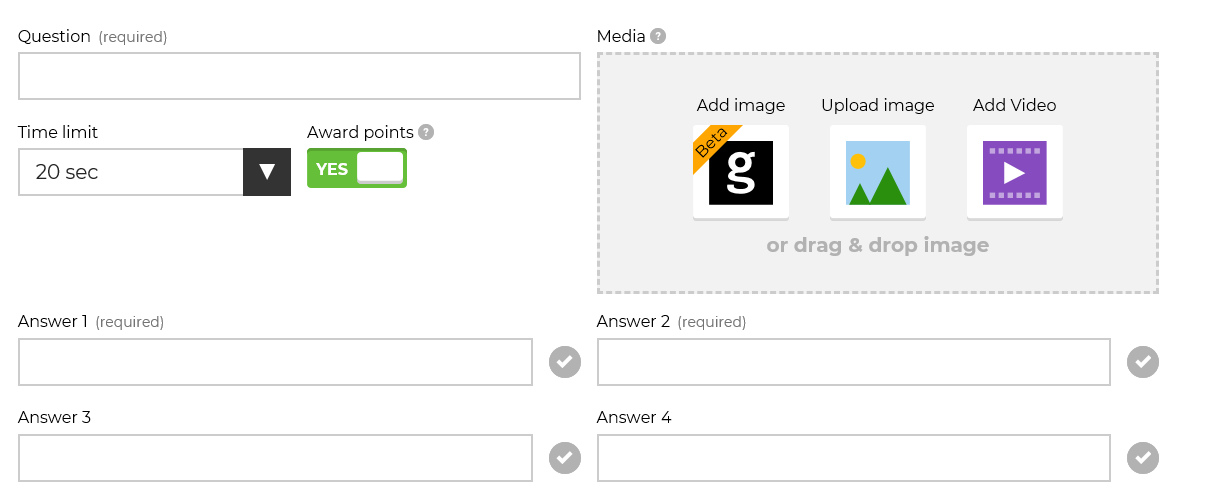 Question (required)
Media ?
Time limit
Award points ?
20 sec
YES
Add image
Upload image
Add Video
Beta
g
or drag & drop image
Answer 1 (required)
Answer 2 (required)
Answer 3
Answer 4